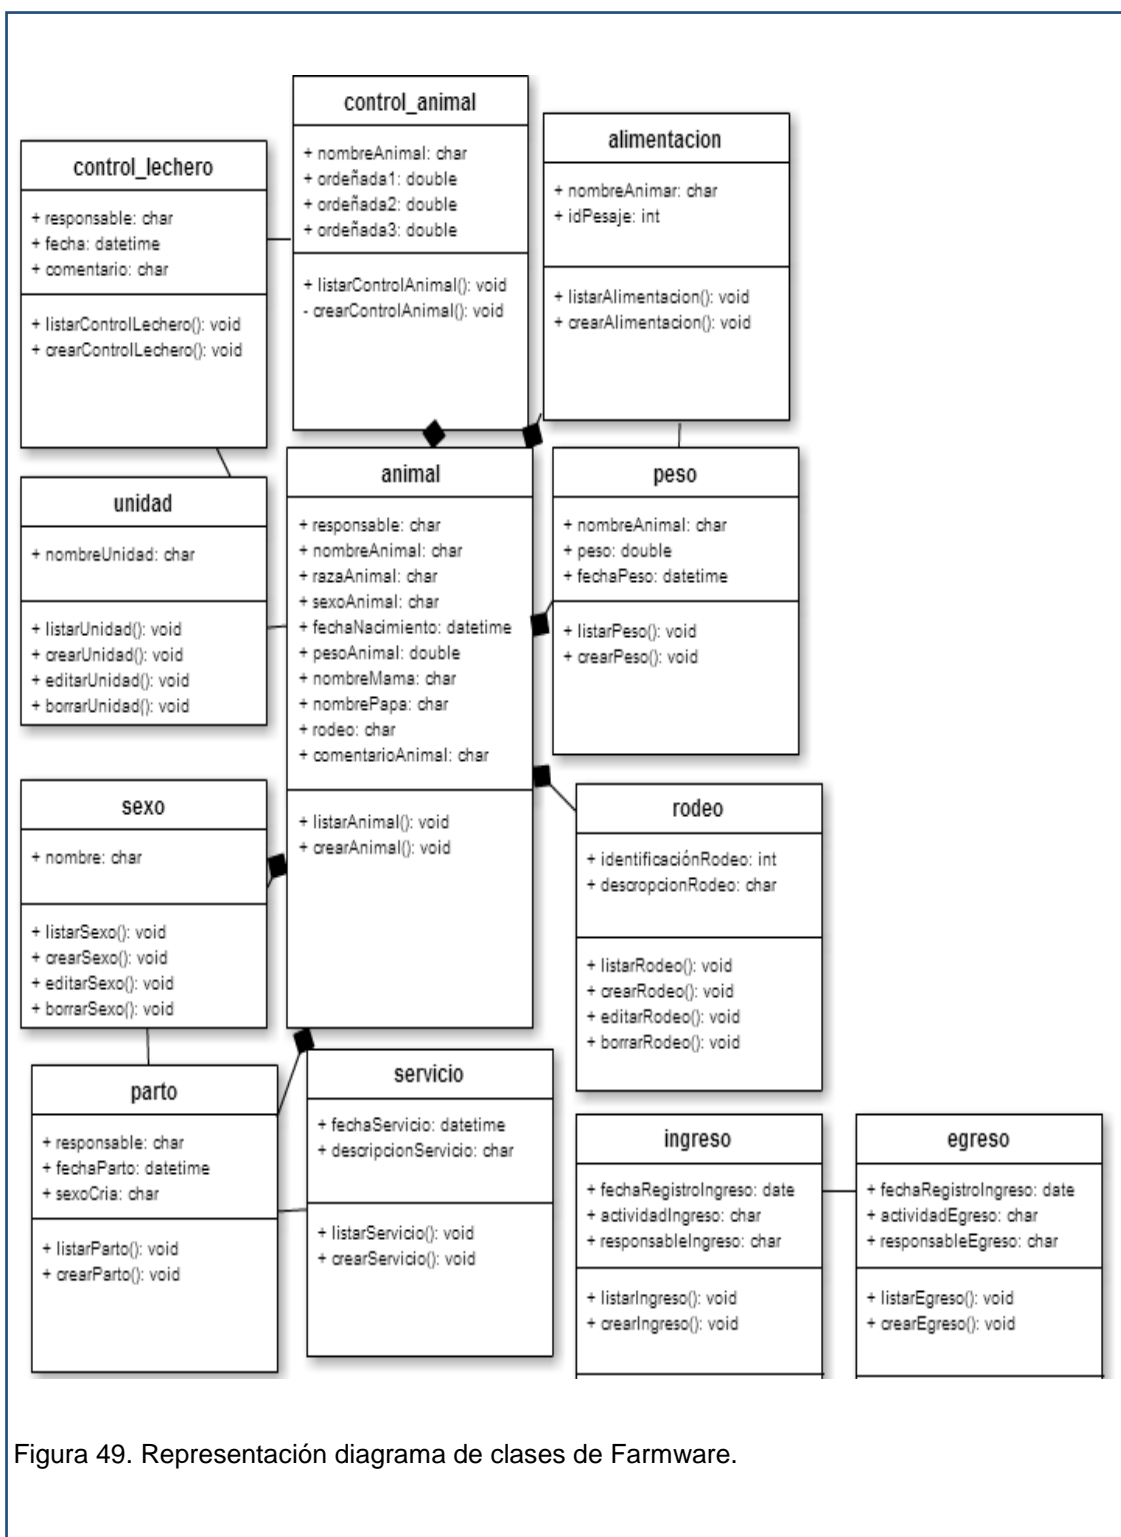 control_animal
+ nombreAnimal: char
+ ordeñada1: double
+ ordeñada2: double
+ ordeñada3: double
+ listarControlAnimal(): void
- crearControlAnimal(): void
alimentacion
+ nombreAnimar: char
+ idPesaje: int
+ listarAlimentacion(): void
+ crearAlimentacion(): void
control_lechero
+ responsable: char
+ fecha: datetime
+ comentario: char
+ listarControlLechero(): void
+ crearControlLechero(): void
unidad
+ nombreUnidad: char
+ listarUnidad(): void
+ crearUnidad(): void
+ editarUnidad(): void
+ borrarUnidad(): void
animal
+ responsable: char
+ nombreAnimal: char
+ razaAnimal: char
+ sexoAnimal: char
+ fechaNacimiento: datetime
+ pesoAnimal: double
+ nombreMama: char
+ nombrePapa: char
+ rodeo: char
+ comentarioAnimal: char
+ listarAnimal(): void
+ crearAnimal(): void
peso
+ nombreAnimal: char
+ peso: double
+ fechaPeso: datetime
+ listarPeso(): void
+ crearPeso(): void
sexo
+ nombre: char
+ listarSexo(): void
+ crearSexo(): void
+ editarSexo(): void
+ borrarSexo(): void
rodeo
+ identificaciónRodeo: int
+ descropcionRodeo: char
+ listarRodeo(): void
+ crearRodeo(): void
+ editarRodeo(): void
+ borrarRodeo(): void
parto
+ responsable: char
+ fechaParto: datetime
+ sexoCria: char
+ listarParto(): void
+ crearParto(): void
servicio
+ fechaServicio: datetime
+ descripcionServicio: char
+ listarServicio(): void
+ crearServicio(): void
ingreso
+ fechaRegistroIngreso: date
+ actividadIngreso: char
+ responsableIngreso: char
+ listarIngreso(): void
+ crearIngreso(): void
egreso
+ fechaRegistroIngreso: date
+ actividadEgreso: char
+ responsableEgreso: char
+ listarEgreso(): void
+ crearEgreso(): void
Figura 49. Representación diagrama de clases de Farmware.